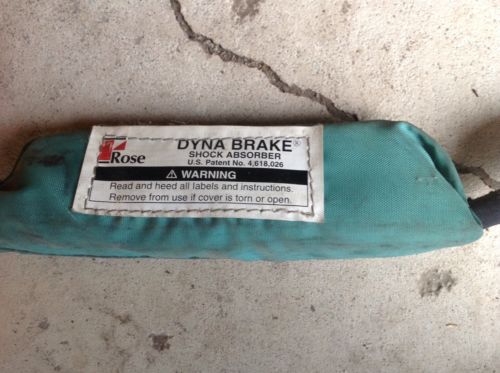 Rose
DYNA BRAKE®
SHOCK ABSORBER
U.S. Patent No. 4,618,026
⚠ WARNING
Read and heed all labels and instructions.
Remove from use if cover is torn or open.